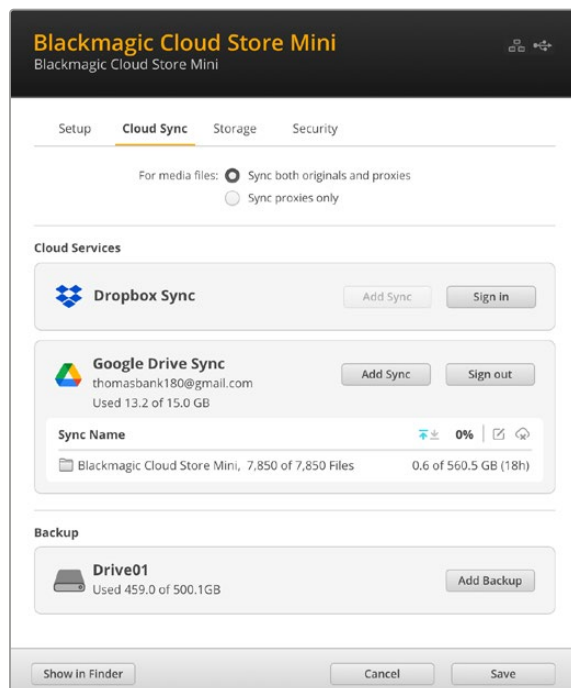 Blackmagic Cloud Store Mini
Blackmagic Cloud Store Mini
Setup Cloud Sync Storage Security
For media files: Sync both originals and proxies
Sync proxies only
Cloud Services
Dropbox Sync Add Sync Sign in
Google Drive Sync
thomasbank180@gmail.com
Used 13.2 of 15.0 GB
Add Sync Sign out
Sync Name 0%
Blackmagic Cloud Store Mini, 7,850 of 7,850 Files 0.6 of 560.5 GB (18h)
Backup
Drive01
Used 459.0 of 500.1GB
Add Backup
Show in Finder Cancel Save